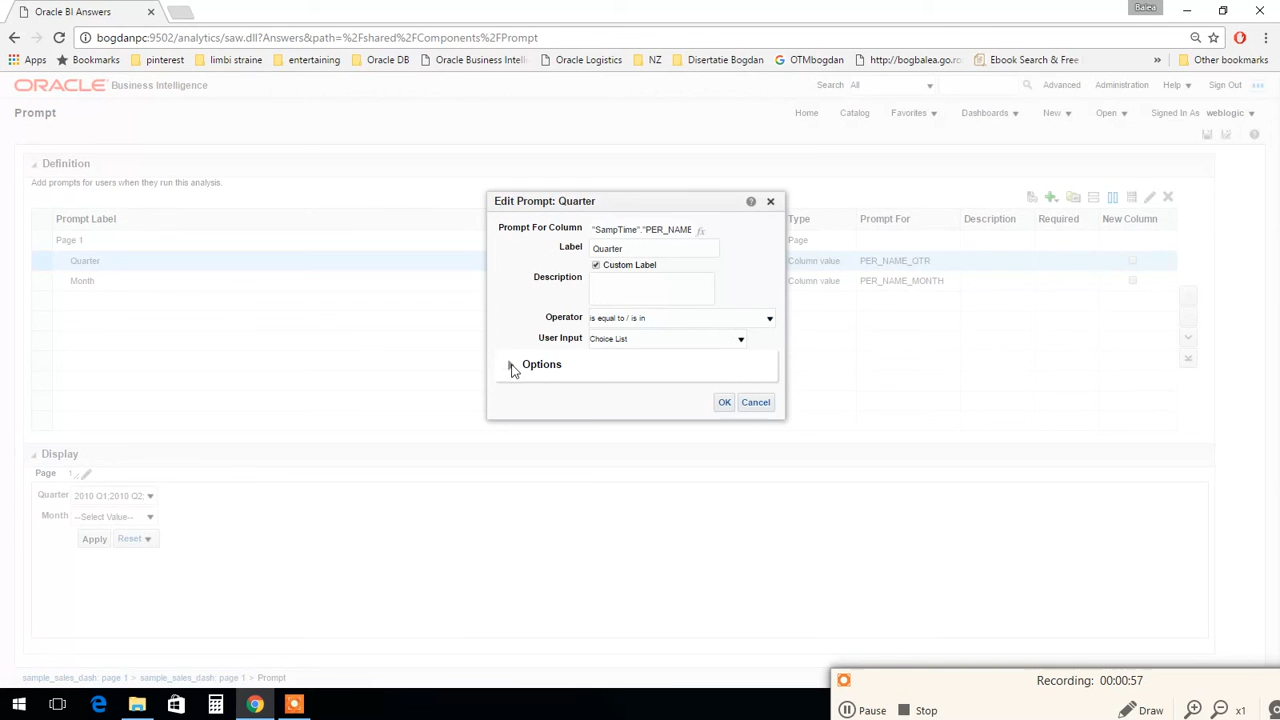 Oracle BI Answers
Balea
bogdanpc:9502/analytics/saw.dll?Answers&path=%2Fshared%2FComponents%2FPrompt
Apps Bookmarks pinterest limbi straine entertaining Oracle DB Oracle Business Intelli Oracle Logistics NZ Disertatie Bogdan OTMbogdan http://bogbalea.go.ro Ebook Search & Free » Other bookmarks
ORACLE Business Intelligence
Search All Advanced Administration Help Sign Out
Prompt
Home Catalog Favorites Dashboards New Open Signed In As weblogic
Definition
Add prompts for users when they run this analysis.
Prompt Label Type Prompt For Description Required New Column
Page 1 Page
Quarter Column value PER_NAME_QTR
Month Column value PER_NAME_MONTH
Edit Prompt: Quarter
Prompt For Column "SampTime"."PER_NAME fx
Label Quarter
Custom Label
Description
Operator is equal to / is in
User Input Choice List
Options
OK Cancel
Display
Page 1
Quarter 2010 Q1;2010 Q2;
Month --Select Value--
Apply Reset
sample_sales_dash: page 1 > sample_sales_dash: page 1 > Prompt
Recording: 00:00:57
Pause Stop Draw x1